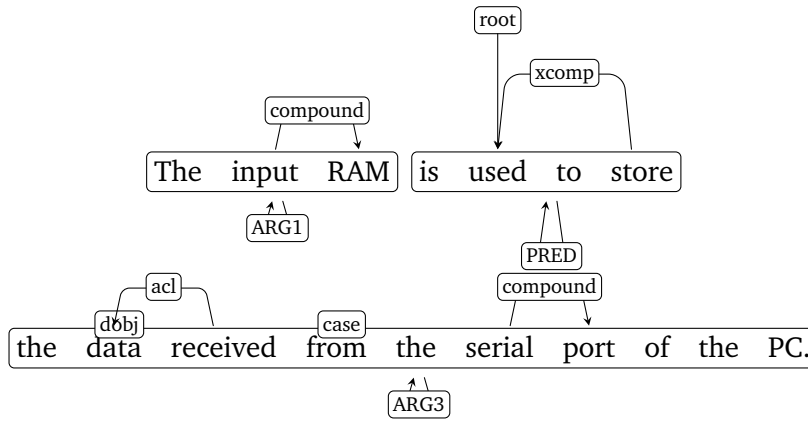 root
xcomp
compound
The input RAM is used to store
ARG1
PRED
acl compound
dobj case
the data received from the serial port of the PC.
ARG3